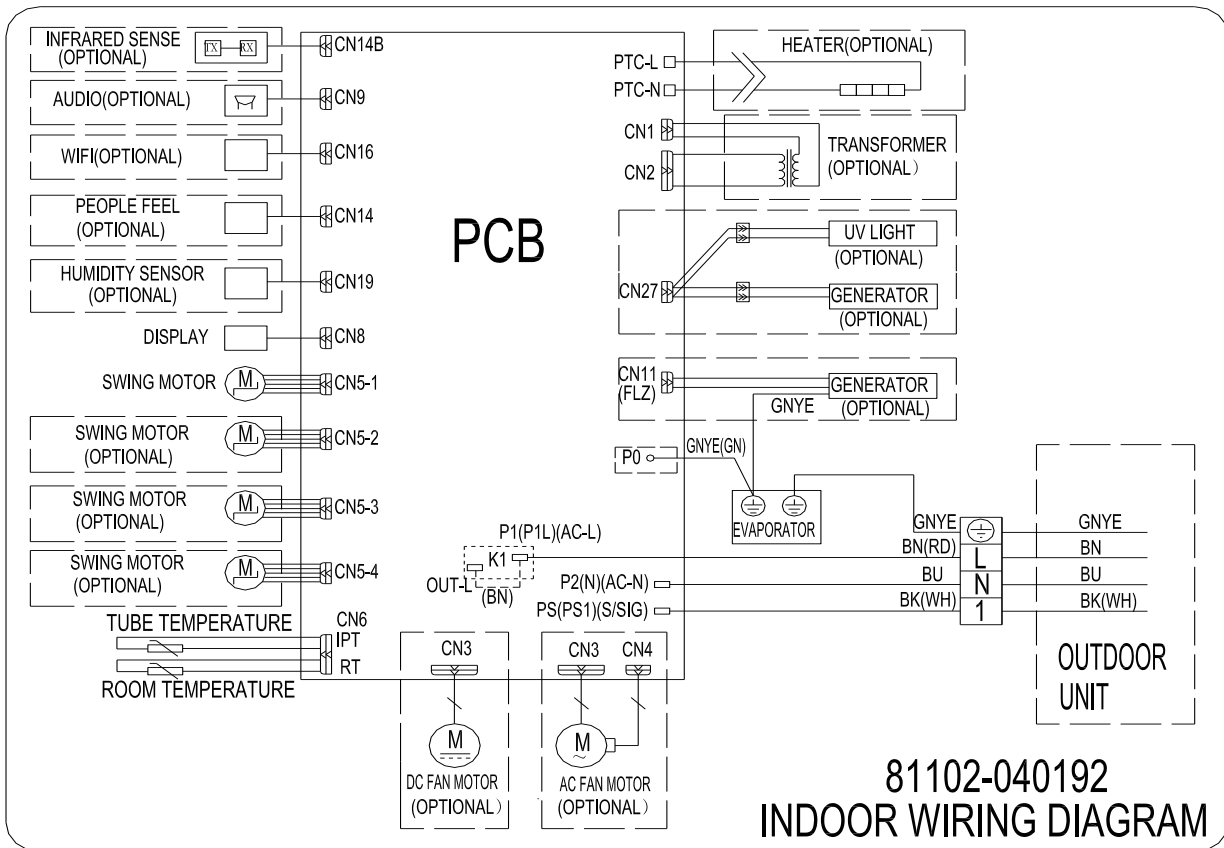 INFRARED SENSE
(OPTIONAL)
TX
RX
CN14B
AUDIO(OPTIONAL)
CN9
WIFI(OPTIONAL)
CN16
PEOPLE FEEL
(OPTIONAL)
CN14
HUMIDITY SENSOR
(OPTIONAL)
CN19
DISPLAY
CN8
SWING MOTOR
M
CN5-1
SWING MOTOR
(OPTIONAL)
M
CN5-2
SWING MOTOR
(OPTIONAL)
M
CN5-3
SWING MOTOR
(OPTIONAL)
M
CN5-4
TUBE TEMPERATURE
CN6
IPT
RT
ROOM TEMPERATURE
PCB
PTC-L
PTC-N
HEATER(OPTIONAL)
CN1
CN2
TRANSFORMER
(OPTIONAL)
CN27
UV LIGHT
(OPTIONAL)
GENERATOR
(OPTIONAL)
CN11
(FLZ)
GENERATOR
(OPTIONAL)
GNYE
P0
GNYE(GN)
EVAPORATOR
P1(P1L)(AC-L)
K1
OUT-L
(BN)
P2(N)(AC-N)
PS(PS1)(S/SIG)
GNYE
BN(RD)
BU
BK(WH)
L
N
1
GNYE
BN
BU
BK(WH)
OUTDOOR
UNIT
CN3
M
DC FAN MOTOR
(OPTIONAL)
CN3
CN4
M
~
AC FAN MOTOR
(OPTIONAL)
81102-040192
INDOOR WIRING DIAGRAM